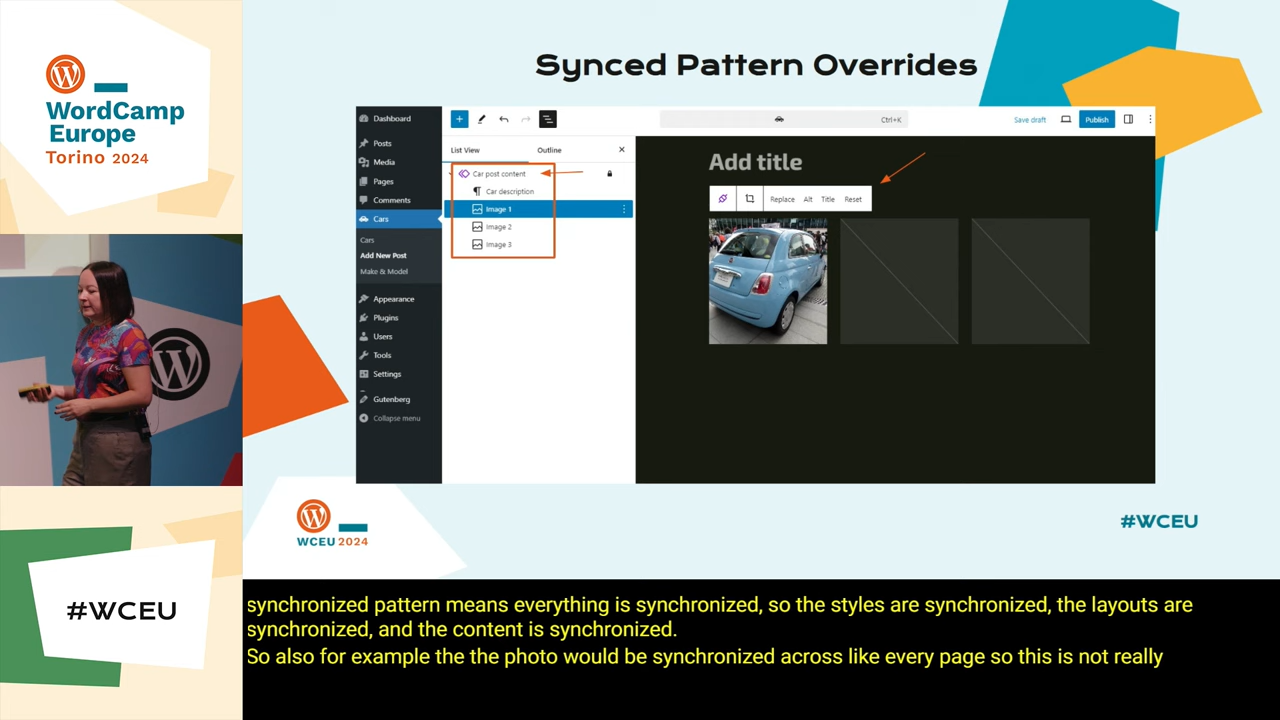 WordCamp
Europe
Torino 2024
#WCEU
Synced Pattern Overrides
Dashboard
Posts
Media
Pages
Comments
Cars
Cars
Add New Post
Make & Model
Appearance
Plugins
Users
Tools
Settings
Gutenberg
Collapse menu
Ctrl+K
Save draft
Publish
List View
Outline
Car post content
Car description
Image 1
Image 2
Image 3
Add title
Replace Alt Title Reset
WCEU 2024
#WCEU
synchronized pattern means everything is synchronized, so the styles are synchronized, the layouts are
synchronized, and the content is synchronized.
So also for example the the photo would be synchronized across like every page so this is not really